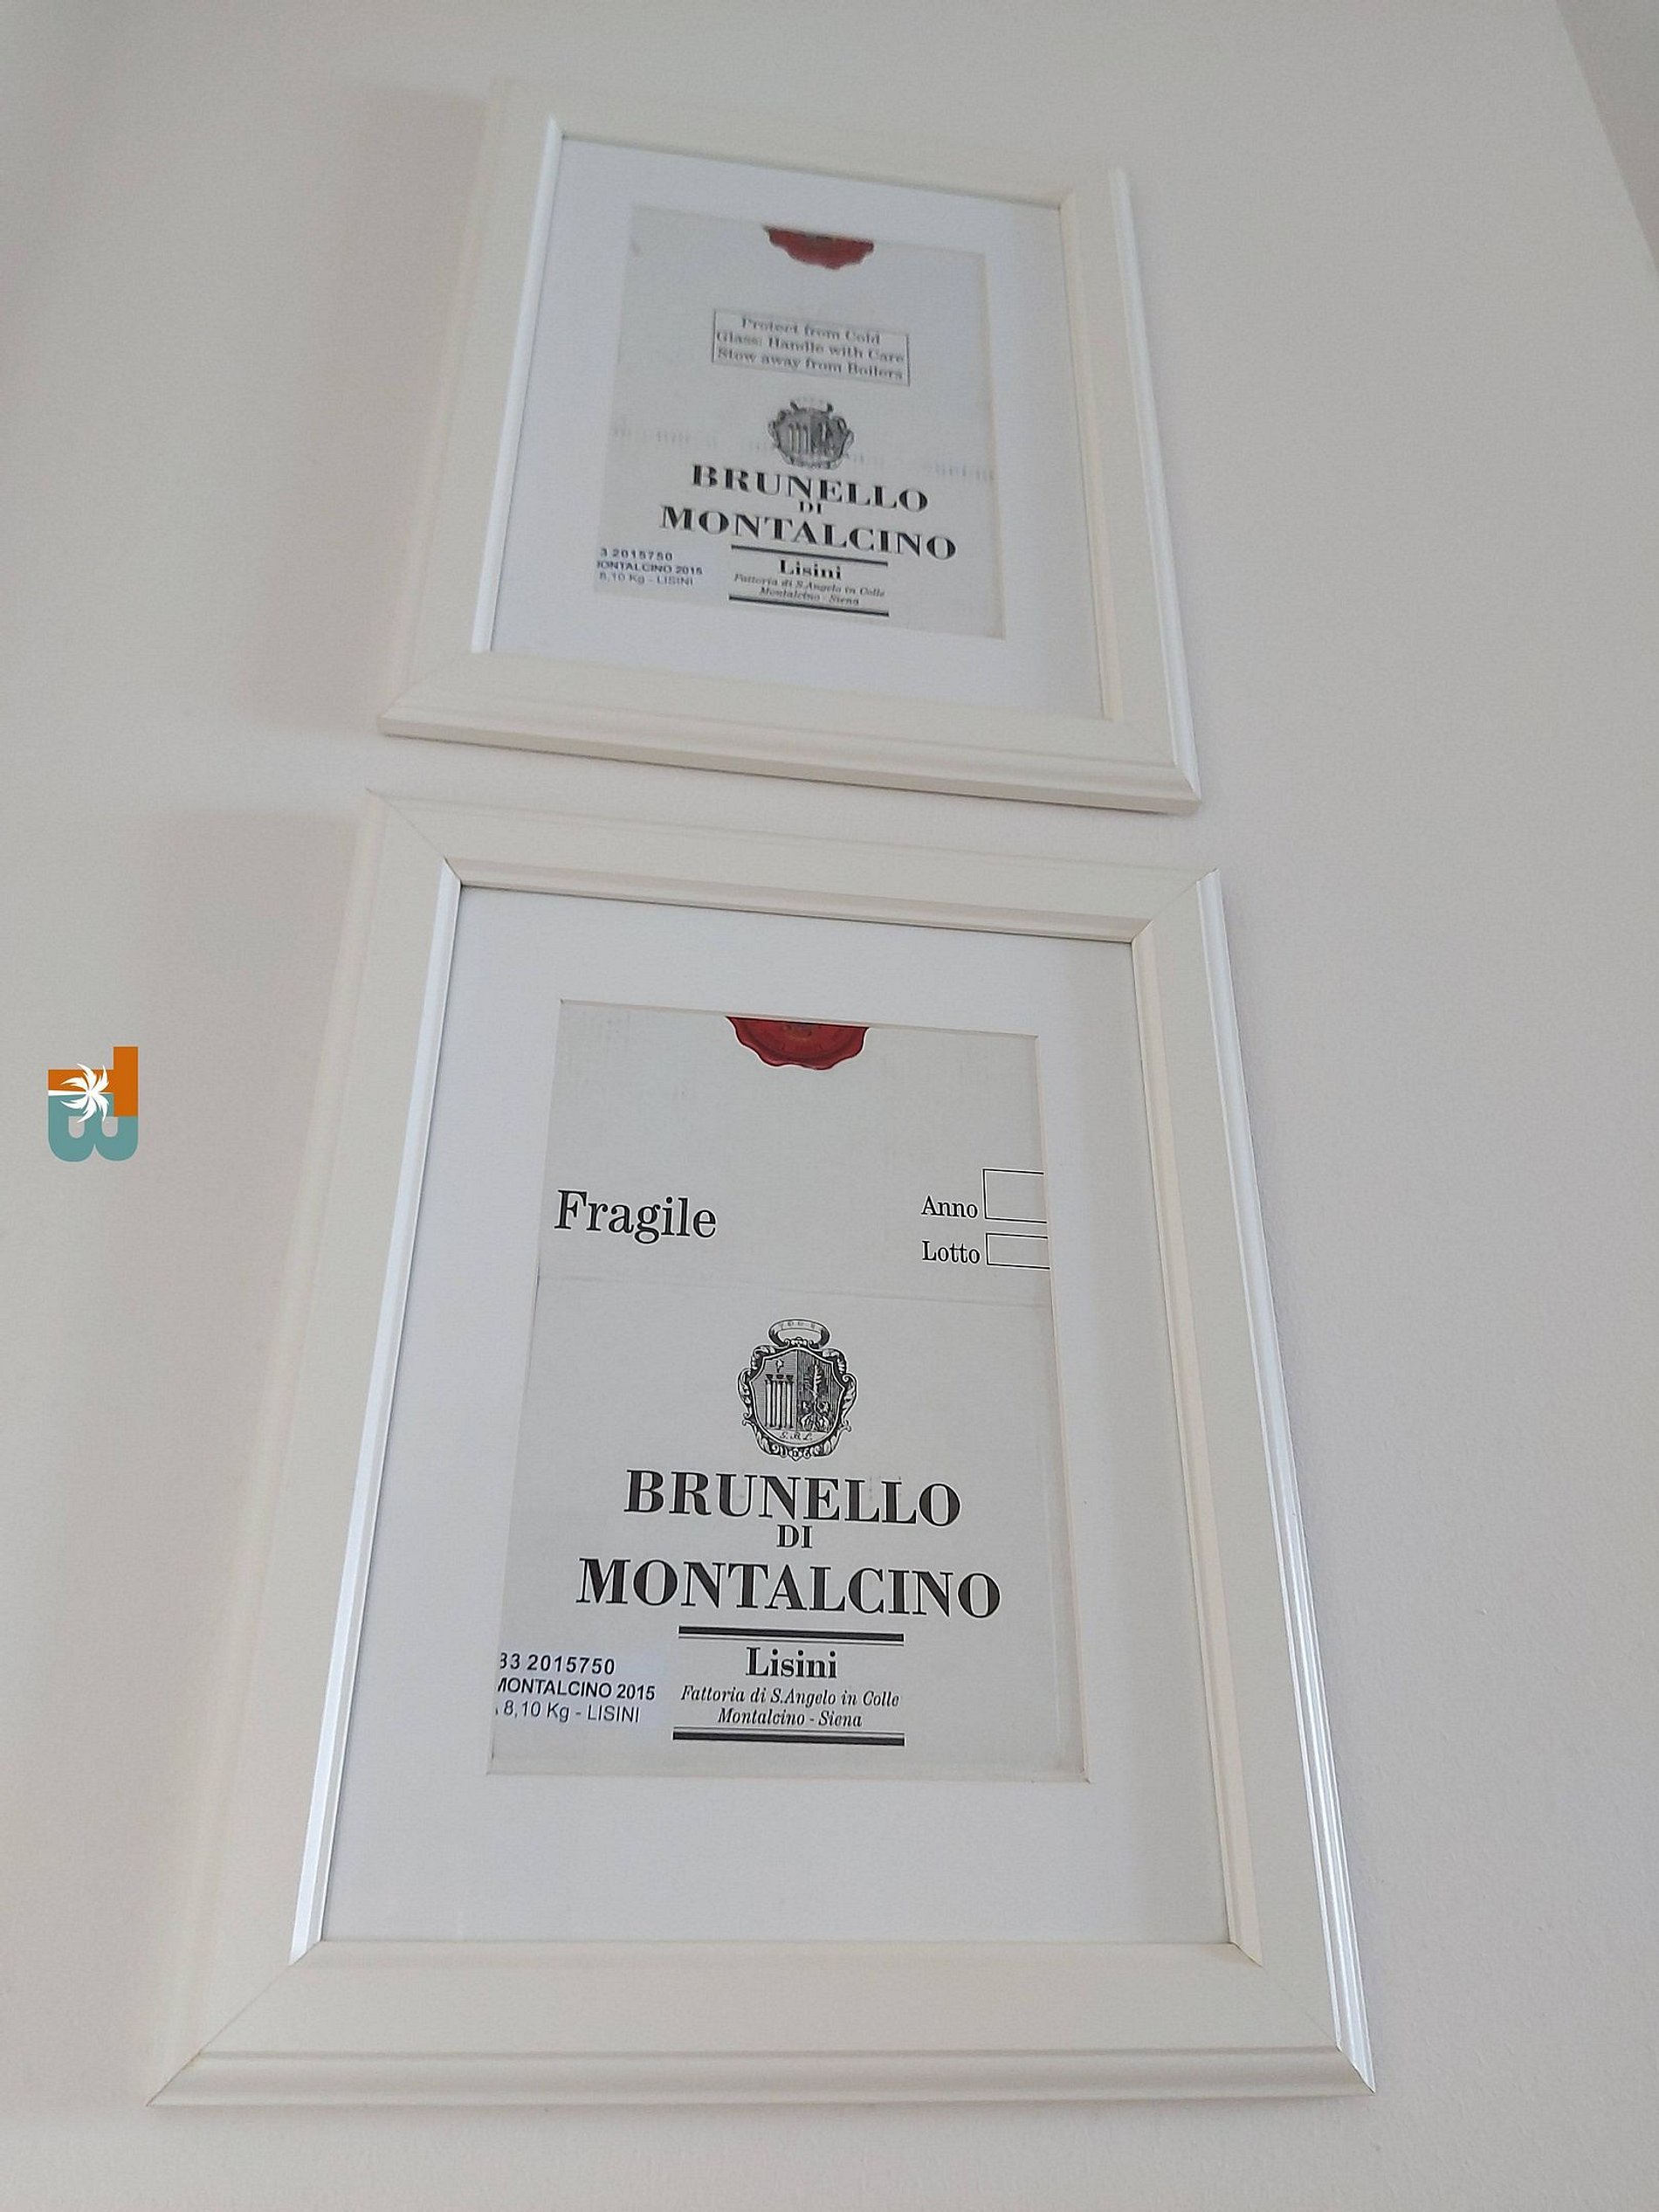 Protect from Cold
Glass: Handle with Care
Stow away from Boilers
BRUNELLO
DI
MONTALCINO
3 2015750
IONTALCINO 2015
8,10 Kg - LISINI
Lisini
Fattoria di S.Angelo in Colle
Montalcino - Siena
Fragile
Anno
Lotto
BRUNELLO
DI
MONTALCINO
33 2015750
MONTALCINO 2015
8,10 Kg - LISINI
Lisini
Fattoria di S.Angelo in Colle
Montalcino - Siena